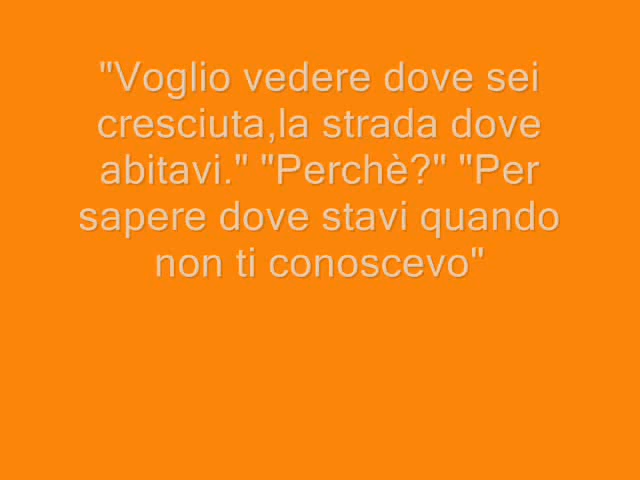 "Voglio vedere dove sei
cresciuta,la strada dove
abitavi." "Perchè?" "Per
sapere dove stavi quando
non ti conoscevo"